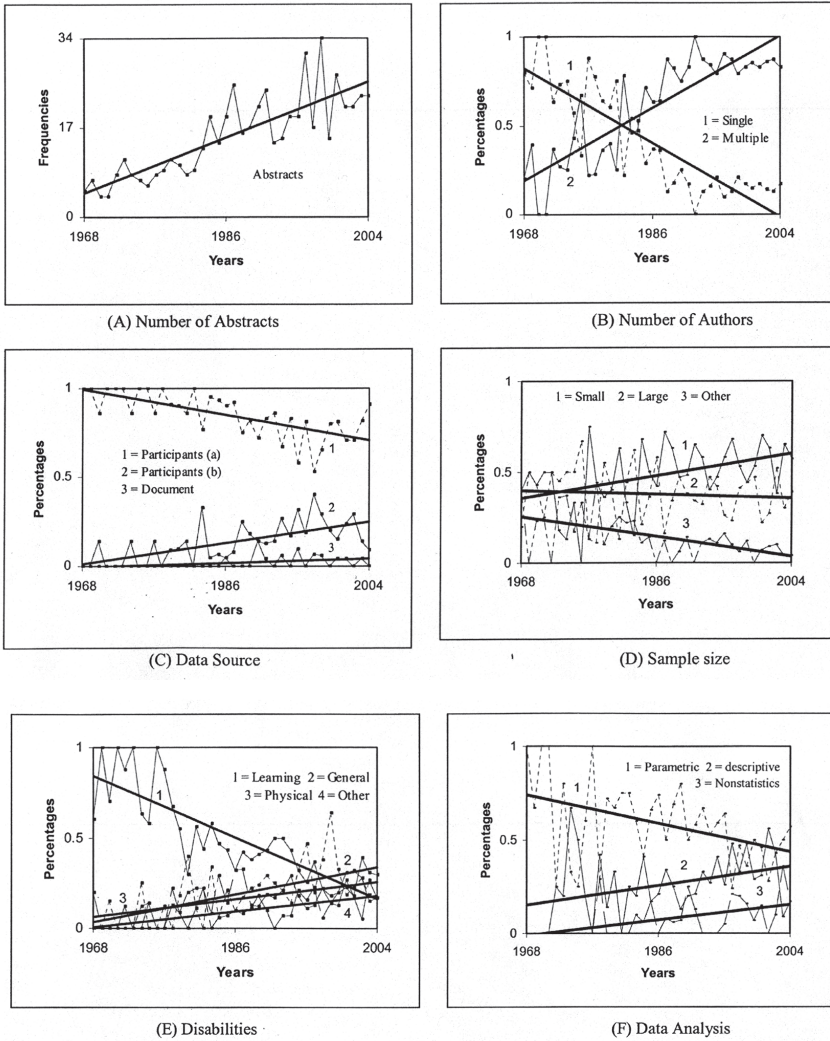 34
17
0
Frequencies
Abstracts
1968 1986 2004
Years
(A) Number of Abstracts
1
0.5
0
Percentages
1
2
1 = Single
2 = Multiple
1968 1986 2004
Years
(B) Number of Authors
1
0.5
0
Percentages
1
1 = Participants (a)
2 = Participants (b)
3 = Document
2
3
1968 1986 2004
Years
(C) Data Source
1
0.5
0
Percentages
1 = Small 2 = Large 3 = Other
1
2
3
1968 1986 2004
Years
(D) Sample size
1
0.5
0
Percentages
1 = Learning 2 = General
3 = Physical 4 = Other
1
2
3
4
1968 1986 2004
Years
(E) Disabilities
1
0.5
0
Percentages
1 = Parametric 2 = descriptive
3 = Nonstatistics
1
2
3
1968 1986 2004
Years
(F) Data Analysis